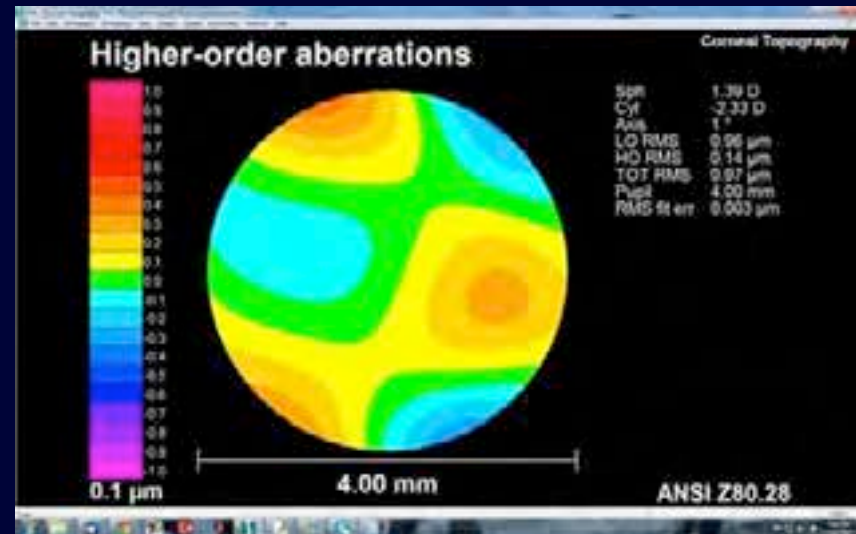 Higher-order aberrations
Corneal Topography
Sph 1.39 D
Cyl -2.33 D
Axis 1 °
LO RMS 0.96 µm
HO RMS 0.14 µm
TOT RMS 0.97 µm
Pupil 4.00 mm
RMS fit err 0.003 µm
1.0
0.9
0.8
0.7
0.6
0.5
0.4
0.3
0.2
0.1
0.0
-0.1
-0.2
-0.3
-0.4
-0.5
-0.6
-0.7
-0.8
-0.9
-1.0
0.1 µm
4.00 mm
ANSI Z80.28